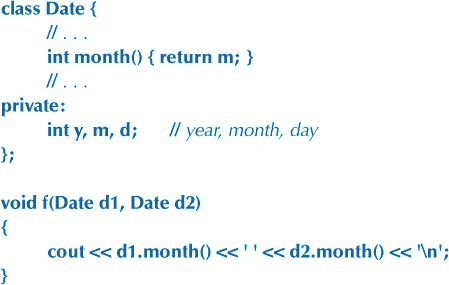 class Date {
// . . .
int month() { return m; }
// . . .
private:
int y, m, d; // year, month, day
};
void f(Date d1, Date d2)
{
cout << d1.month() << ' ' << d2.month() << '\n';
}